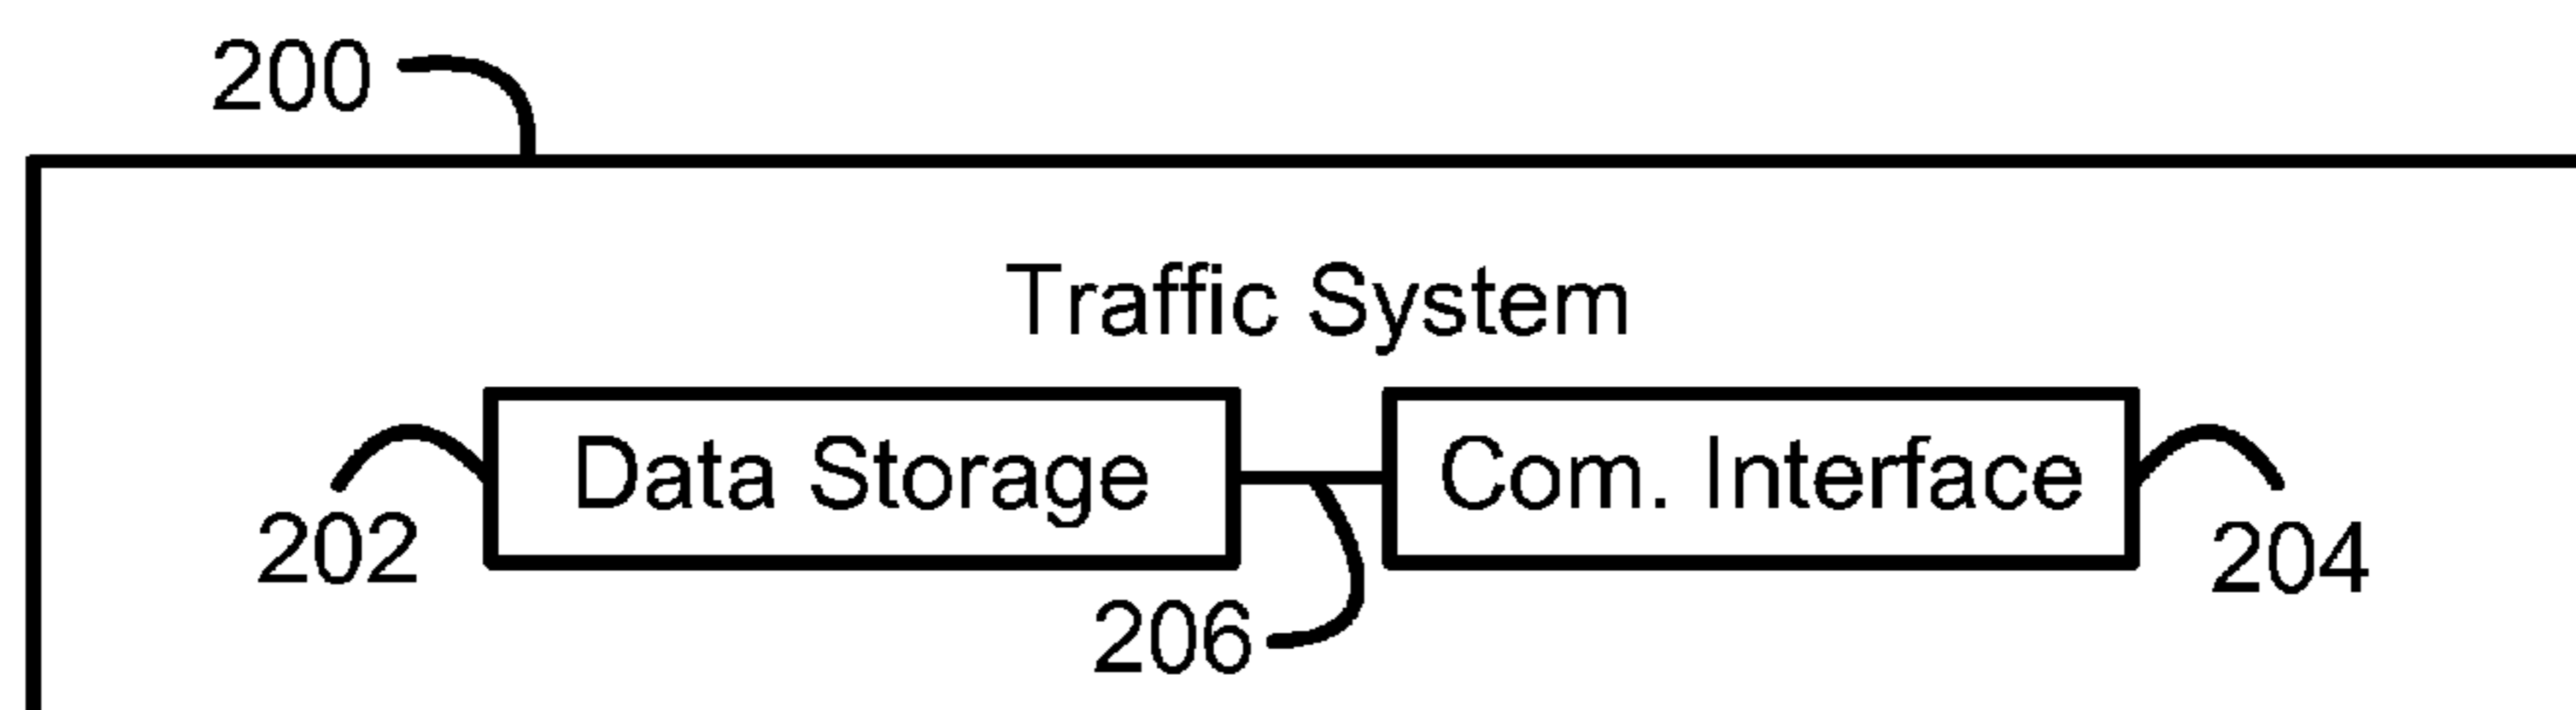 200
Traffic System
Data Storage
Com. Interface
202
204
206